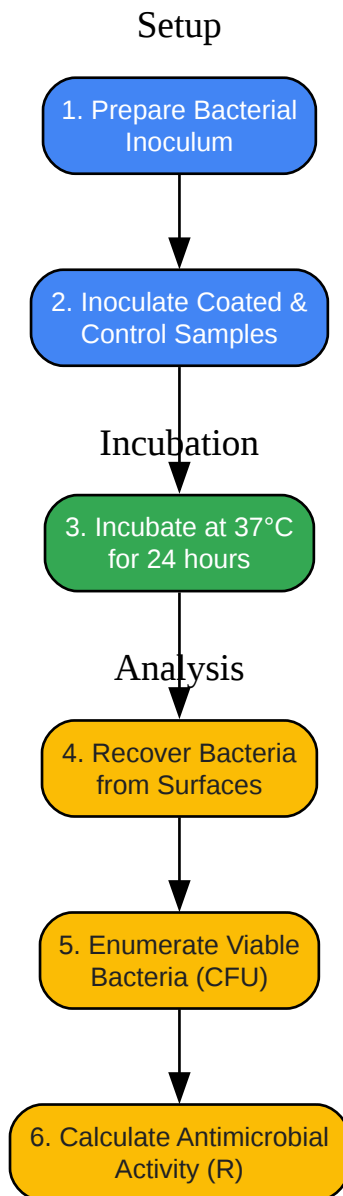 Setup
1. Prepare Bacterial
Inoculum
2. Inoculate Coated &
Control Samples
Incubation
3. Incubate at 37°C
for 24 hours
Analysis
4. Recover Bacteria
from Surfaces
5. Enumerate Viable
Bacteria (CFU)
6. Calculate Antimicrobial
Activity (R)